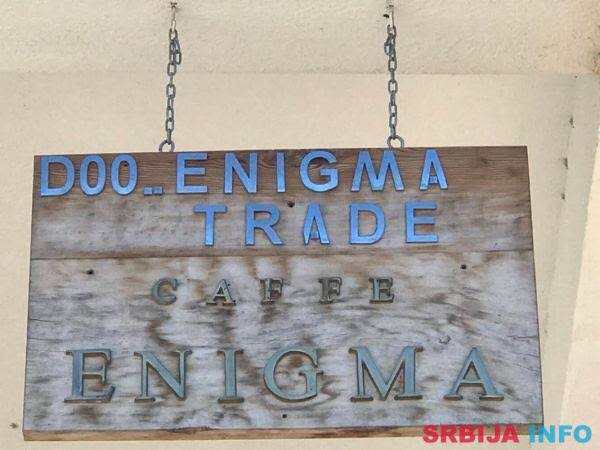 DOO.. ENIGMA
TRADE
CAFFE
ENIGMA
SRBIJA INFO